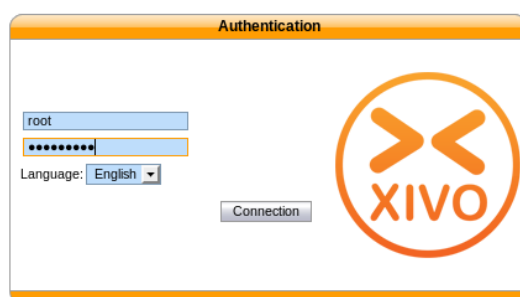 Authentication
root
●●●●●●●●●
Language: English
Connection
XIVO